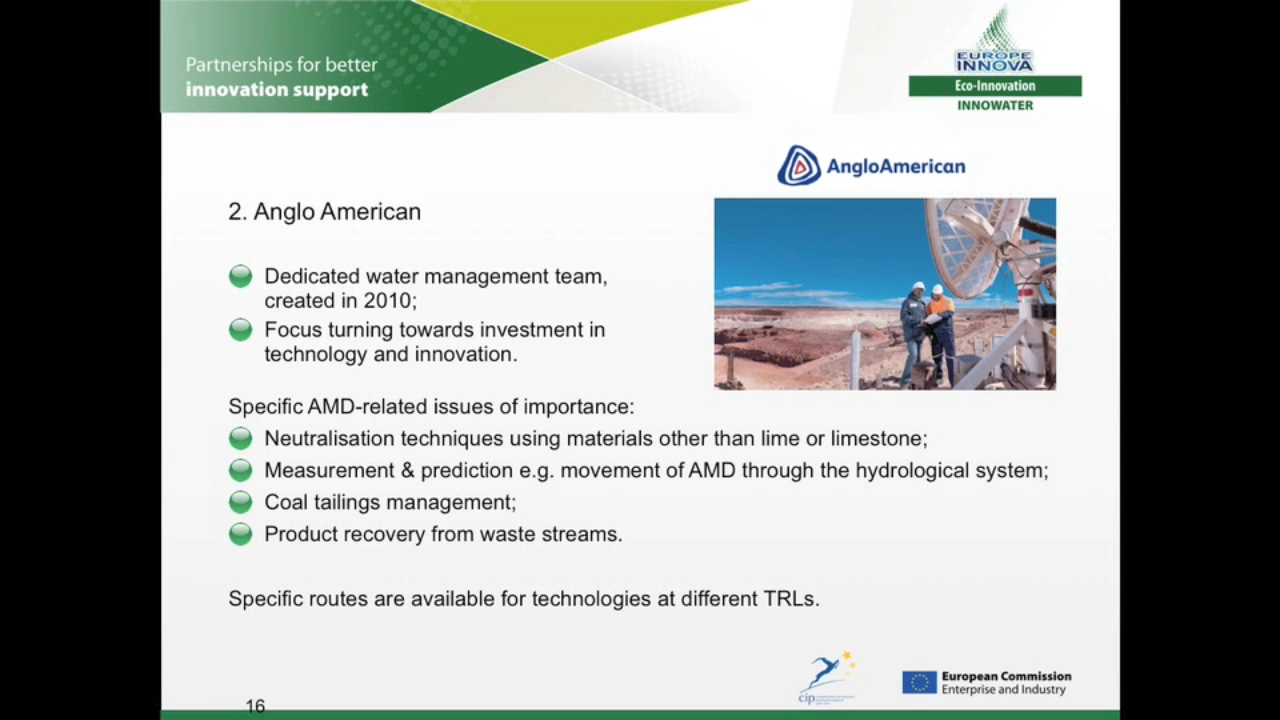 Partnerships for better
innovation support
EUROPE
INNOVA
Eco-Innovation
INNOWATER
AngloAmerican
2. Anglo American
Dedicated water management team,
created in 2010;
Focus turning towards investment in
technology and innovation.
Specific AMD-related issues of importance:
Neutralisation techniques using materials other than lime or limestone;
Measurement & prediction e.g. movement of AMD through the hydrological system;
Coal tailings management;
Product recovery from waste streams.
Specific routes are available for technologies at different TRLs.
cip
European Commission
Enterprise and Industry
16